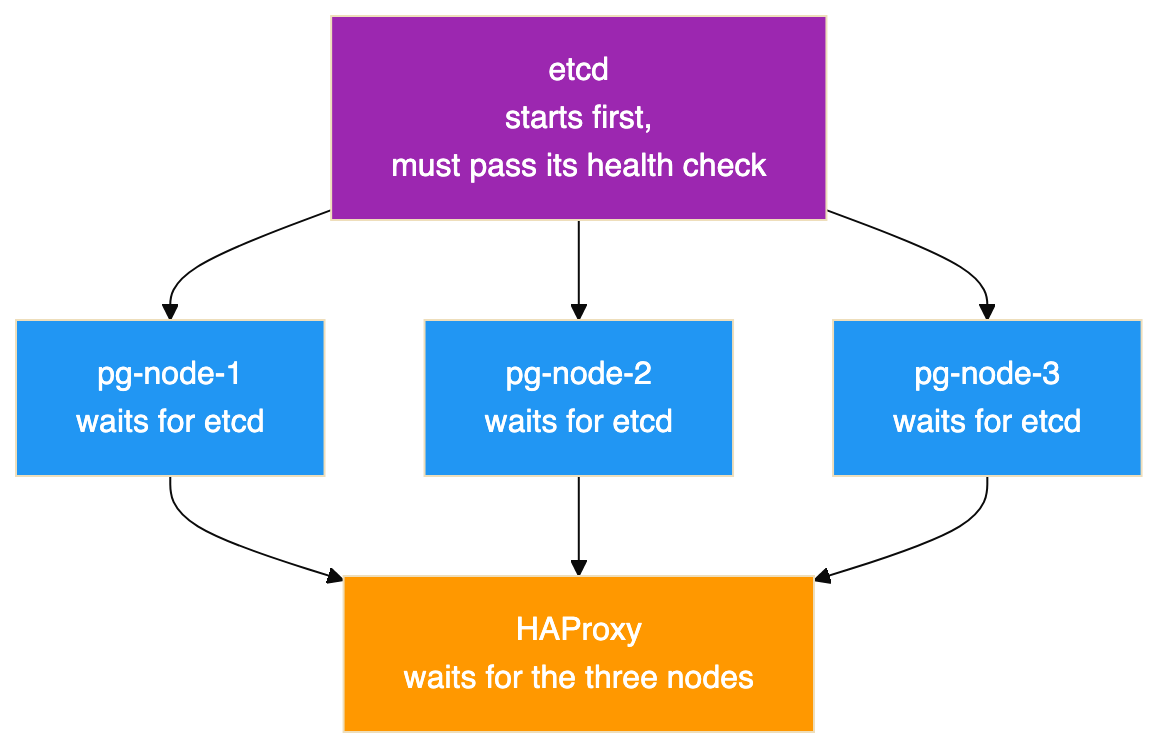 etcd
starts first,
must pass its health check
pg-node-1
waits for etcd
pg-node-2
waits for etcd
pg-node-3
waits for etcd
HAProxy
waits for the three nodes